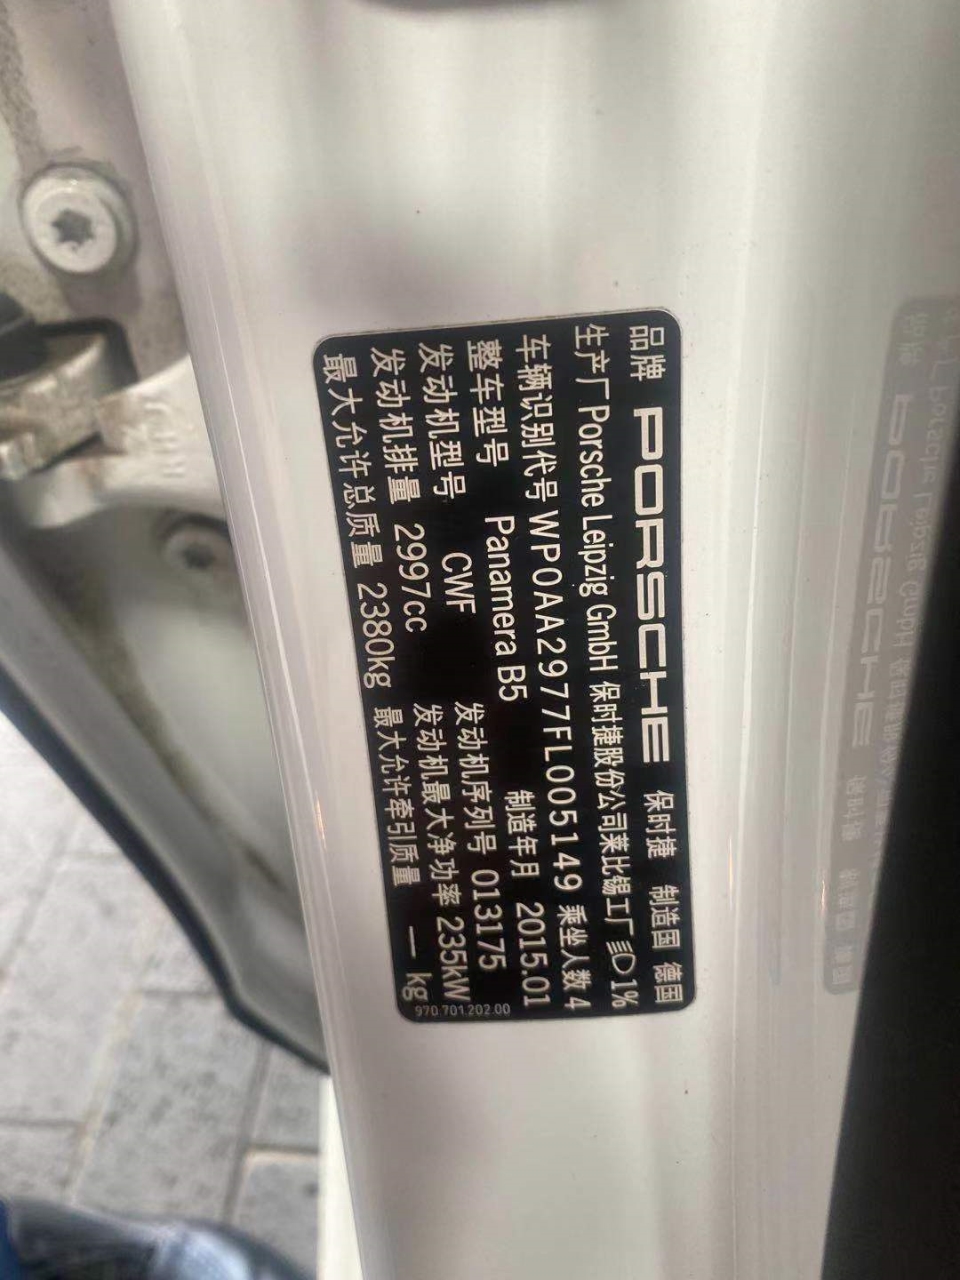 品牌 PORSCHE 保时捷 制造国 德国
生产厂 Porsche Leipzig GmbH 保时捷股份公司莱比锡工厂 1%
车辆识别代号 WP0AA2977FL005149 乘坐人数 4
整车型号 Panamera B5 制造年月 2015.01
发动机型号 CWF 发动机序列号 013175
发动机排量 2997cc 发动机最大净功率 235kW
最大允许总质量 2380kg 最大允许牵引质量 — kg
970.701.202.00